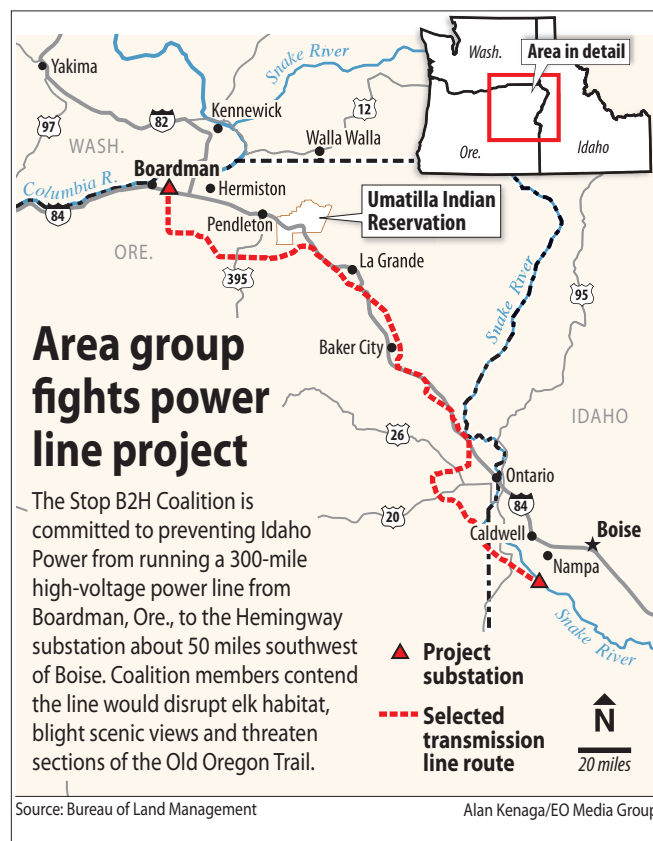 Wash.
Area in detail
Ore.
Idaho
Snake River
Yakima
82
Kennewick
12
97
WASH.
Walla Walla
Boardman
Columbia R.
Hermiston
84
Pendleton
Umatilla Indian
Reservation
ORE.
395
La Grande
Snake River
95
Baker City
IDAHO
26
Ontario
20
84
Caldwell
Boise
Nampa
Snake River
Area group
fights power
line project
The Stop B2H Coalition is
committed to preventing Idaho
Power from running a 300-mile
high-voltage power line from
Boardman, Ore., to the Hemingway
substation about 50 miles southwest
of Boise. Coalition members contend
the line would disrupt elk habitat,
blight scenic views and threaten
sections of the Old Oregon Trail.
Project
substation
Selected
transmission
line route
N
20 miles
Source: Bureau of Land Management
Alan Kenaga/EO Media Group